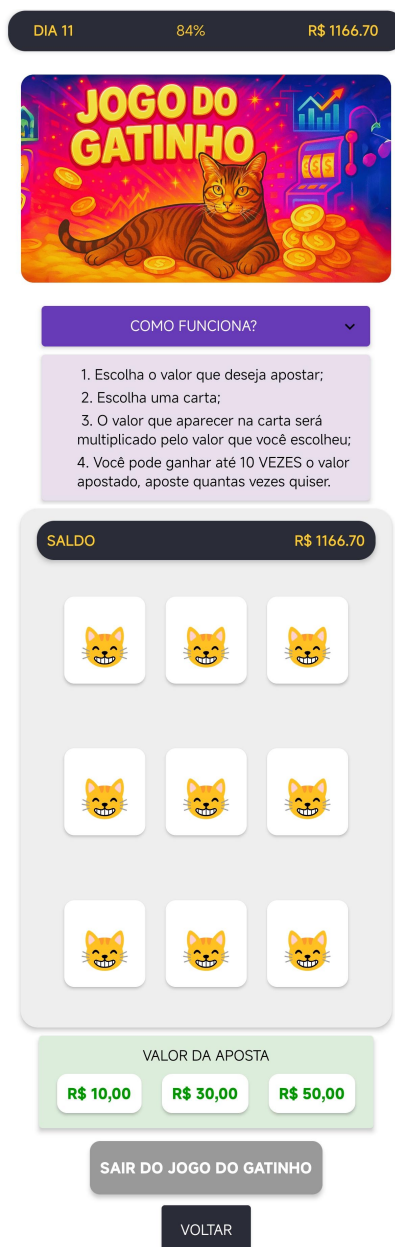 DIA 11 84% R$ 1166.70
JOGO DO
GATINHO
$$$
COMO FUNCIONA?
1. Escolha o valor que deseja apostar;
2. Escolha uma carta;
3. O valor que aparecer na carta será
multiplicado pelo valor que você escolheu;
4. Você pode ganhar até 10 VEZES o valor
apostado, aposte quantas vezes quiser.
SALDO R$ 1166.70
VALOR DA APOSTA
R$ 10,00 R$ 30,00 R$ 50,00
SAIR DO JOGO DO GATINHO
VOLTAR